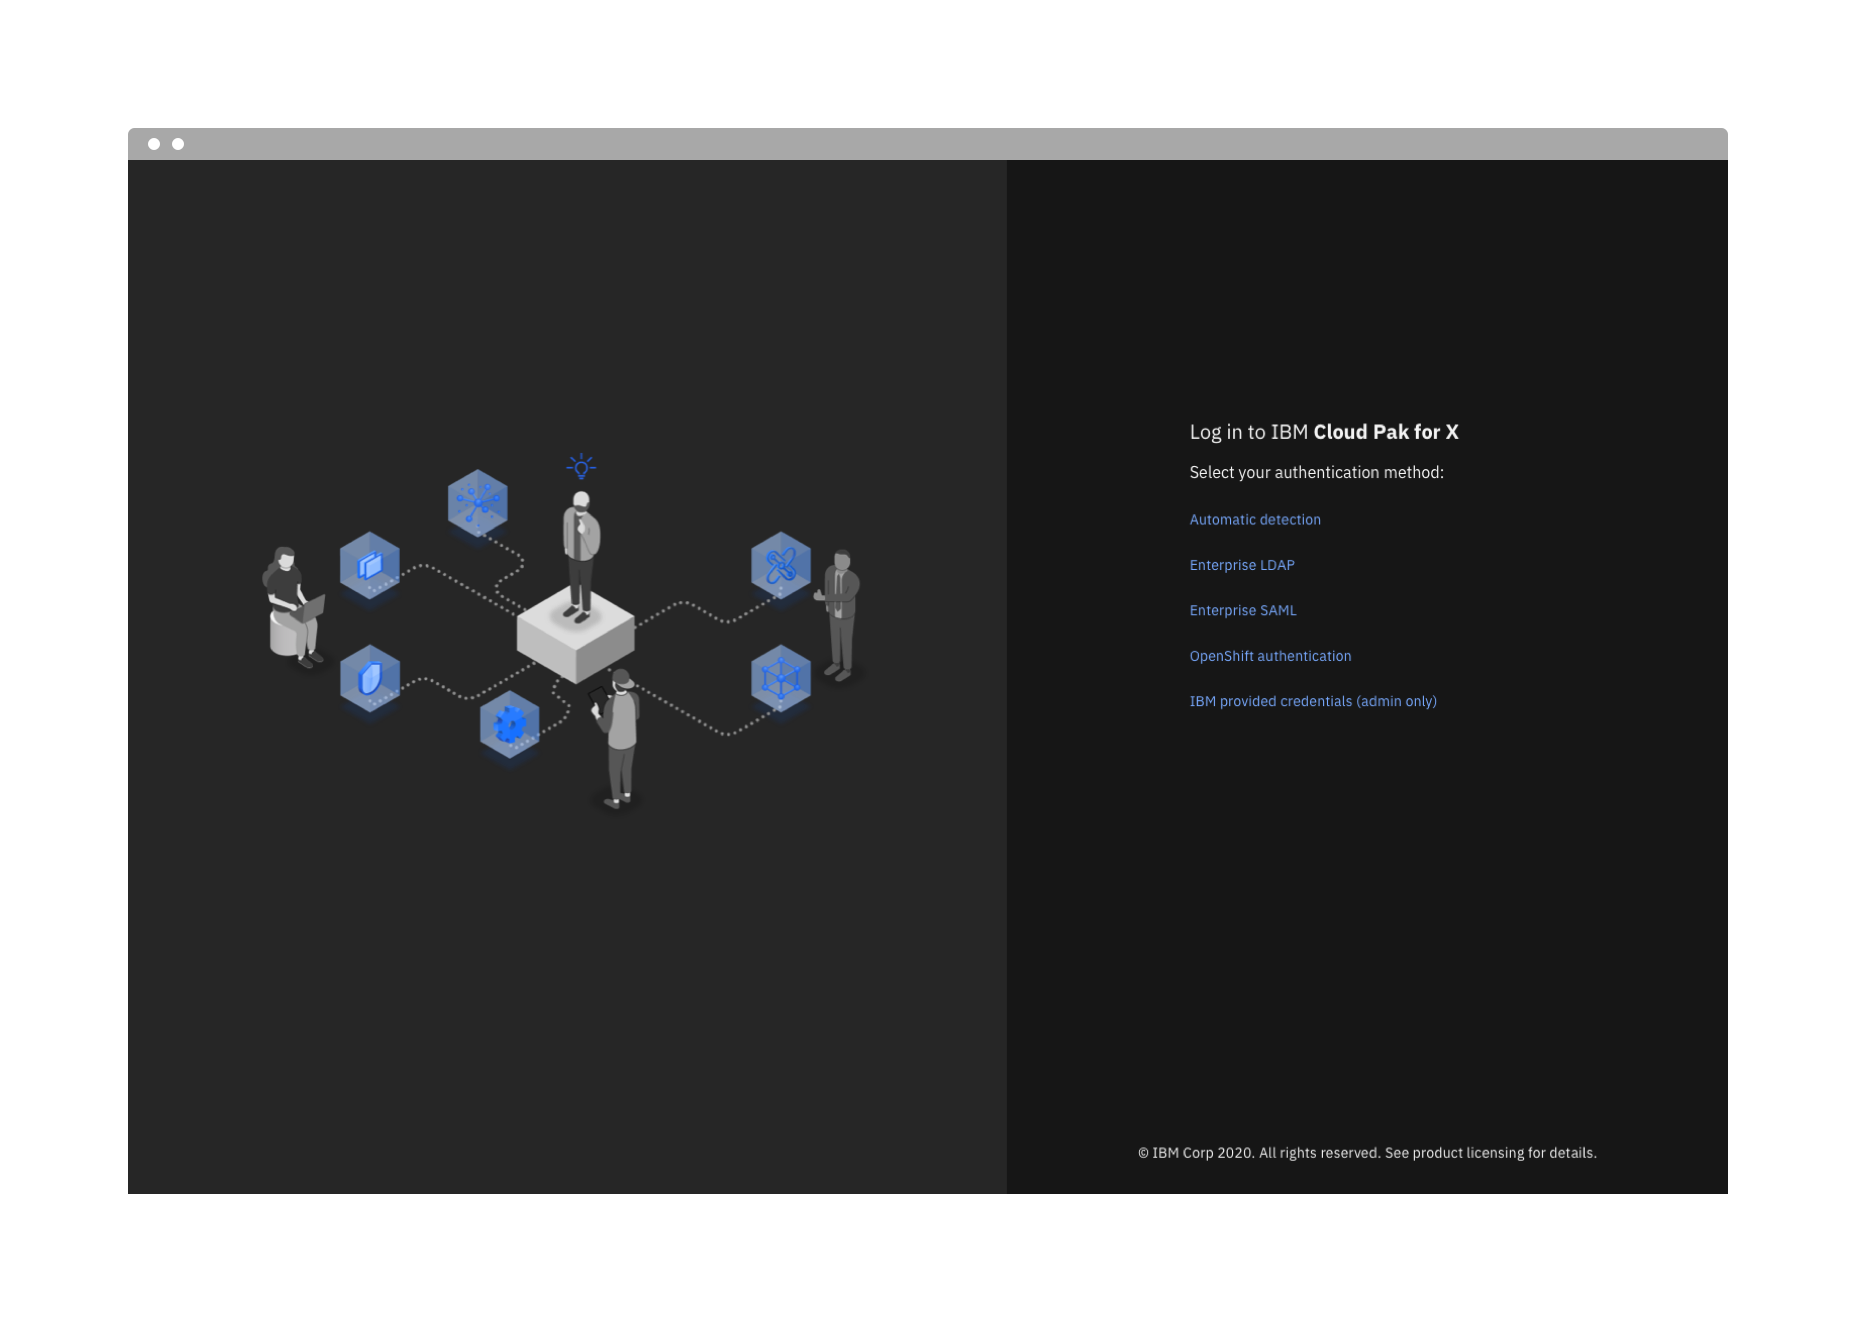 Log in to IBM Cloud Pak for X
Select your authentication method:
Automatic detection
Enterprise LDAP
Enterprise SAML
OpenShift authentication
IBM provided credentials (admin only)
© IBM Corp 2020. All rights reserved. See product licensing for details.